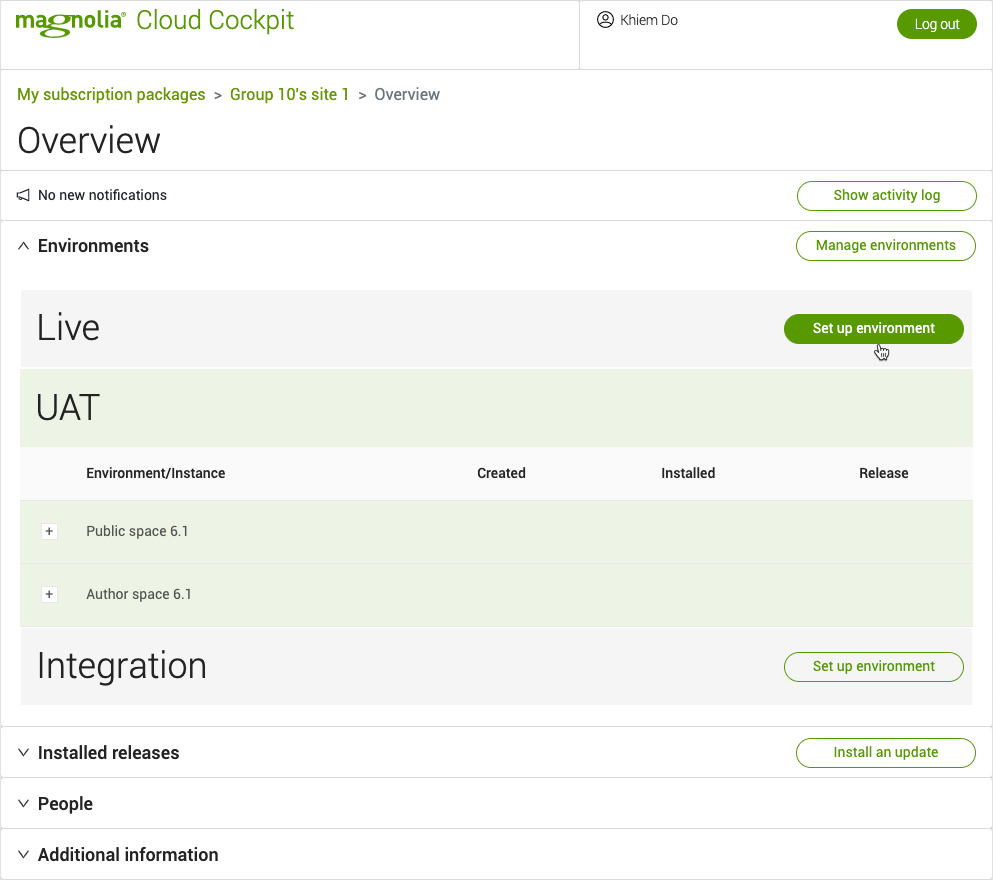 magnolia® Cloud Cockpit
Khiem Do
Log out
My subscription packages > Group 10's site 1 > Overview
Overview
No new notifications
Show activity log
Environments
Manage environments
Live
Set up environment
UAT
Environment/Instance Created Installed Release
+ Public space 6.1
+ Author space 6.1
Integration
Set up environment
Installed releases
Install an update
People
Additional information